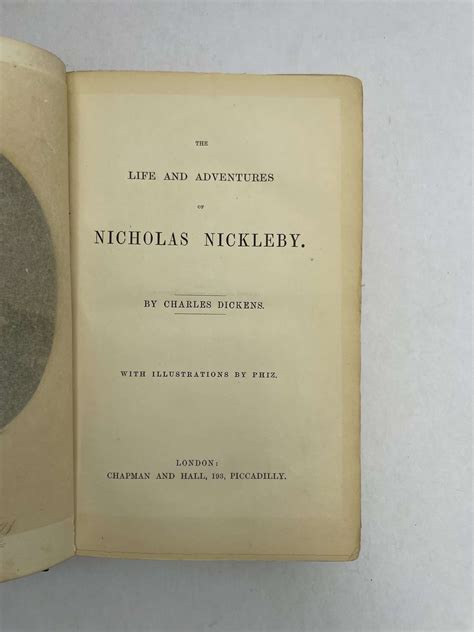 THE
LIFE AND ADVENTURES
OF
NICHOLAS NICKLEBY.
BY CHARLES DICKENS.
WITH ILLUSTRATIONS BY PHIZ.
LONDON:
CHAPMAN AND HALL, 193, PICCADILLY.